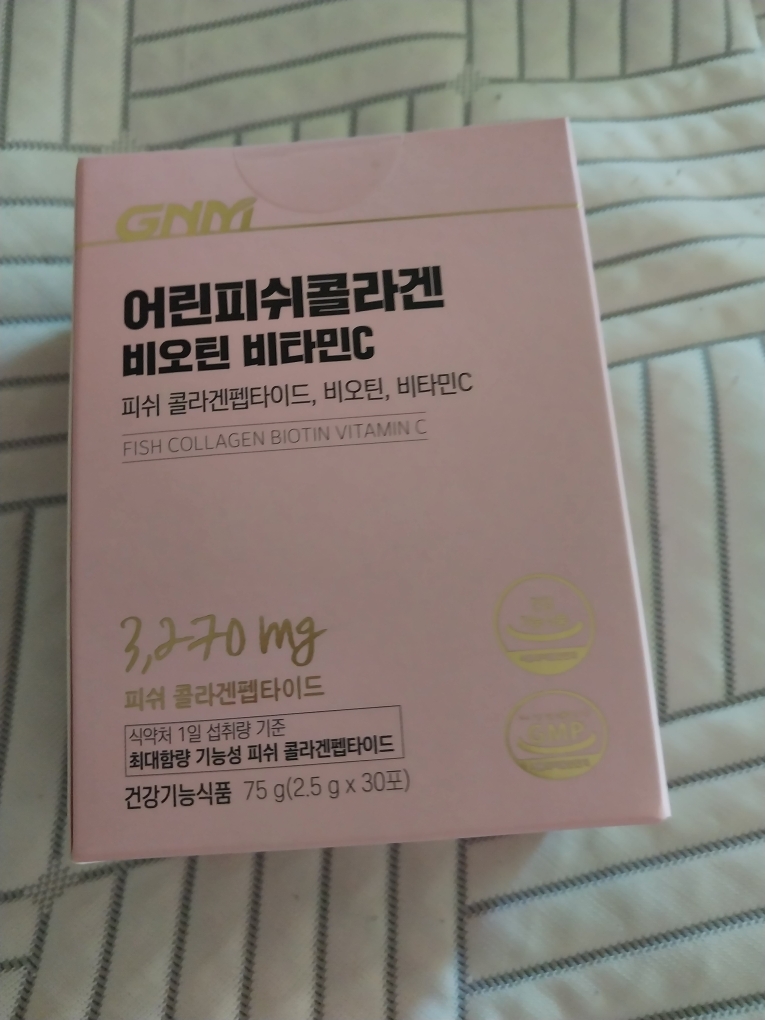 GNM
어린피쉬콜라겐
비오틴 비타민C
피쉬 콜라겐펩타이드, 비오틴, 비타민C
FISH COLLAGEN BIOTIN VITAMIN C
3,270 mg
피쉬 콜라겐펩타이드
식약처 1일 섭취량 기준
최대함량 기능성 피쉬 콜라겐펩타이드
건강기능식품 75 g(2.5 g x 30포)
GMP